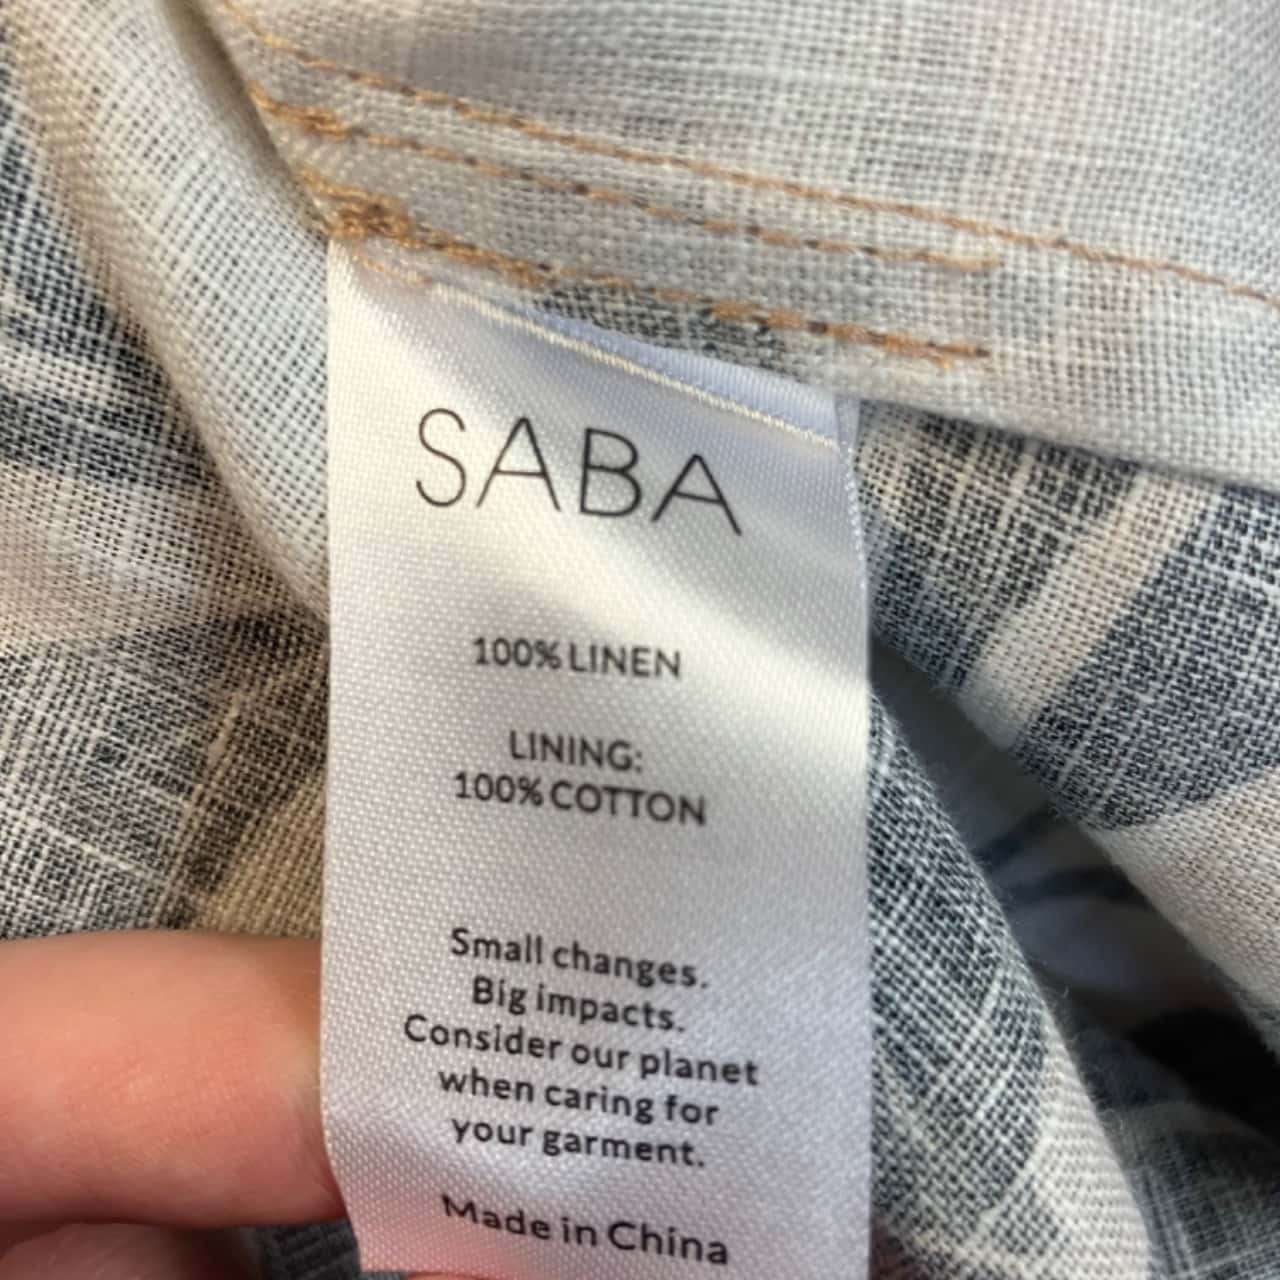 SABA
100% LINEN
LINING:
100% COTTON
Small changes.
Big impacts.
Consider our planet
when caring for
your garment.
Made in China